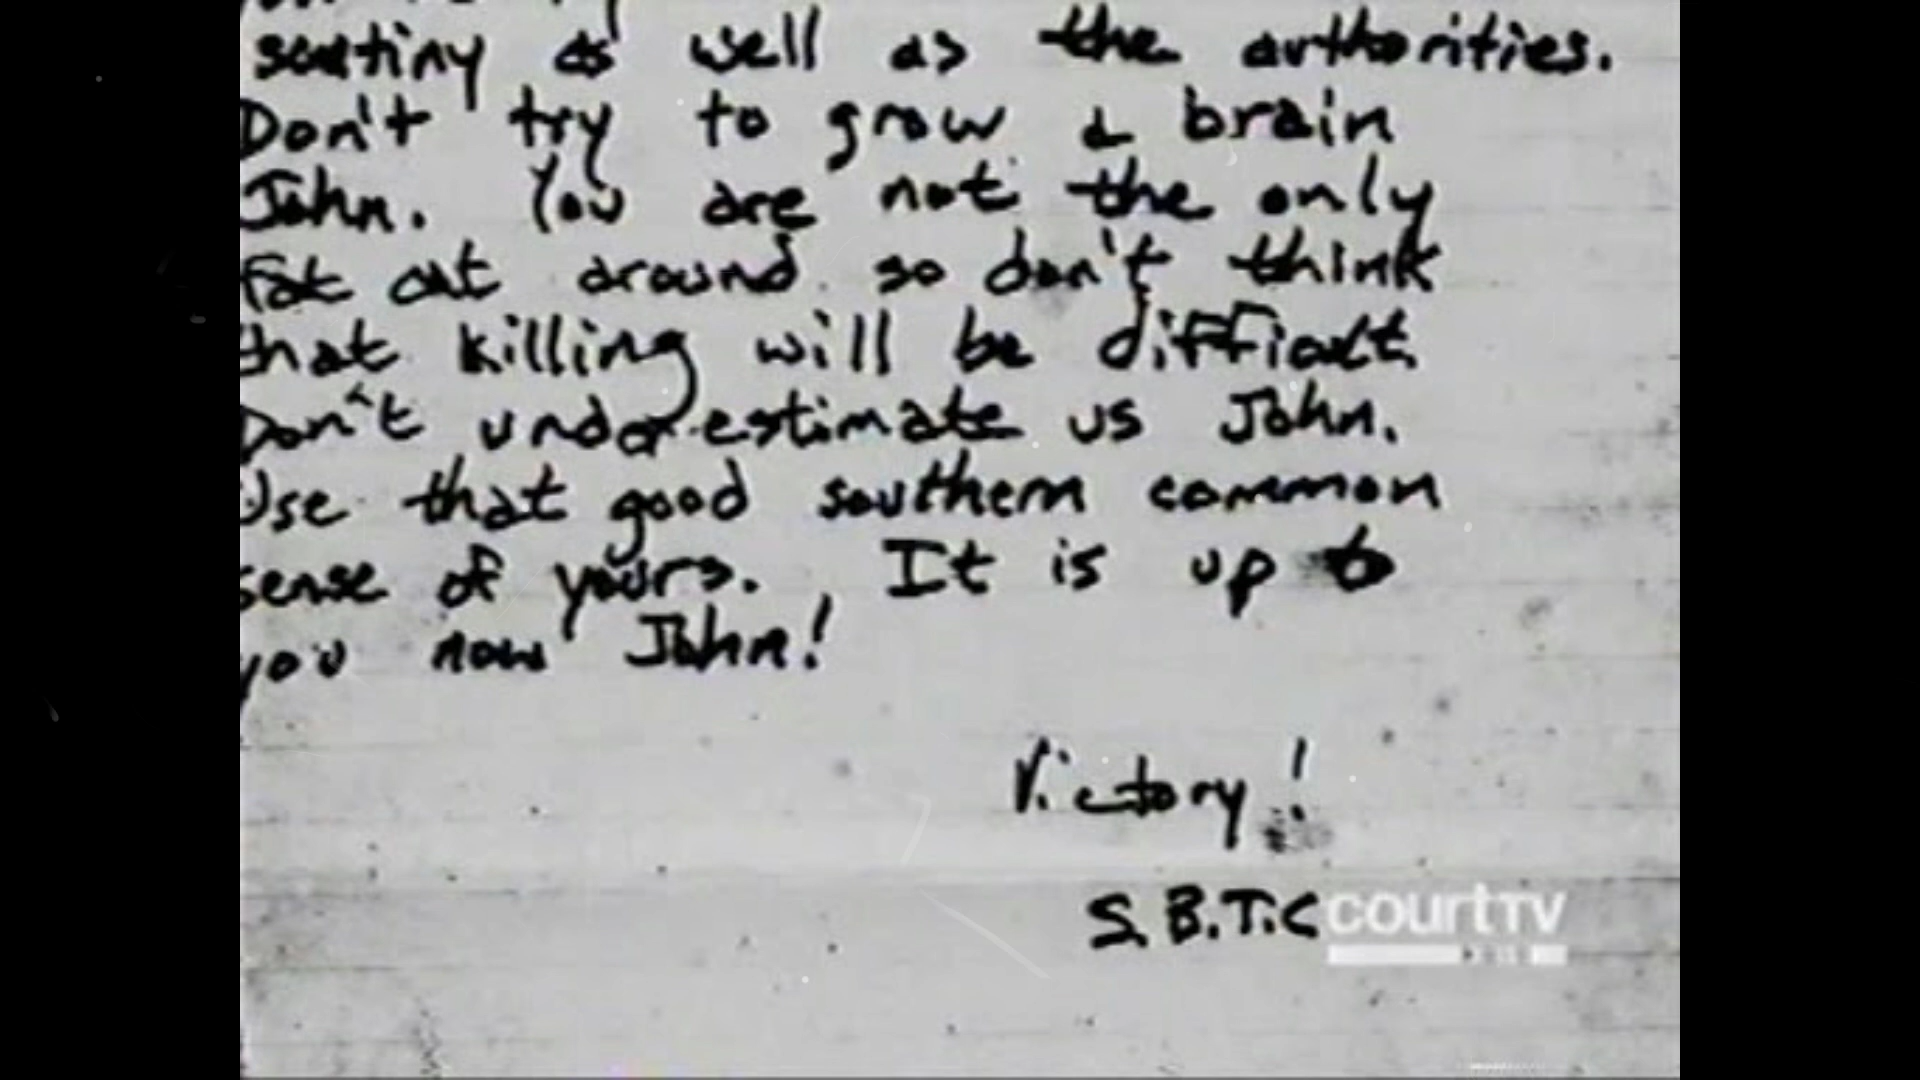 scutiny as well as the authorities.
Don't try to grow a brain
John. You are not the only
fat cat around so don't think
that killing will be difficult.
Don't underestimate us John.
Use that good southern common
sense of yours. It is up to
you now John!
Victory!
S.B.T.C
courtTV